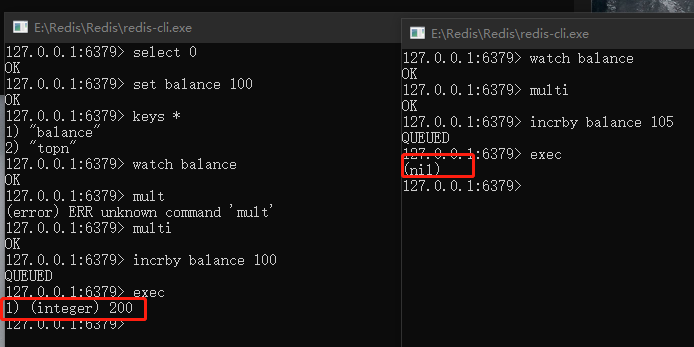 E:\Redis\Redis\redis-cli.exe
127.0.0.1:6379> select 0
OK
127.0.0.1:6379> set balance 100
OK
127.0.0.1:6379> keys *
1) "balance"
2) "topn"
127.0.0.1:6379> watch balance
OK
127.0.0.1:6379> mult
(error) ERR unknown command 'mult'
127.0.0.1:6379> multi
OK
127.0.0.1:6379> incrby balance 100
QUEUED
127.0.0.1:6379> exec
1) (integer) 200
127.0.0.1:6379>
E:\Redis\Redis\redis-cli.exe
127.0.0.1:6379> watch balance
OK
127.0.0.1:6379> multi
OK
127.0.0.1:6379> incrby balance 105
QUEUED
127.0.0.1:6379> exec
(nil)
127.0.0.1:6379>